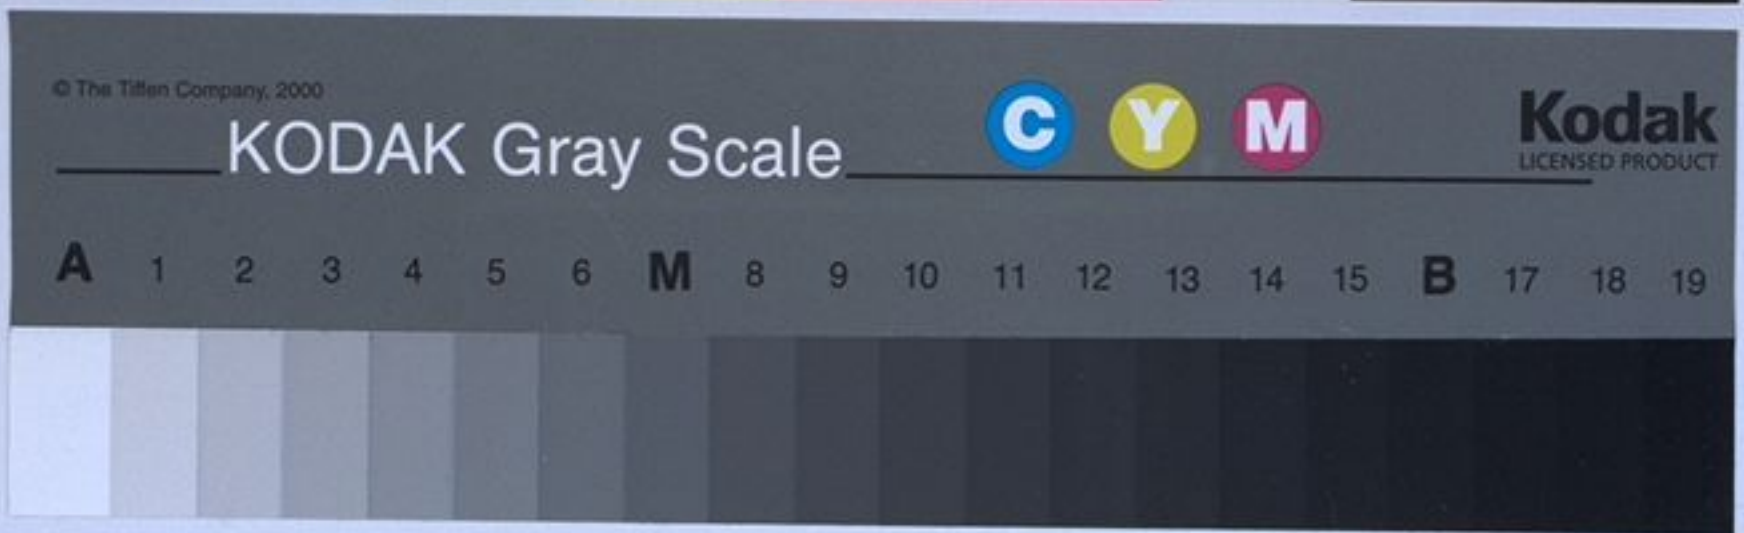 © The Tiffen Company, 2000
KODAK Gray Scale
C Y M
Kodak
LICENSED PRODUCT
A 1 2 3 4 5 6 M 8 9 10 11 12 13 14 15 B 17 18 19